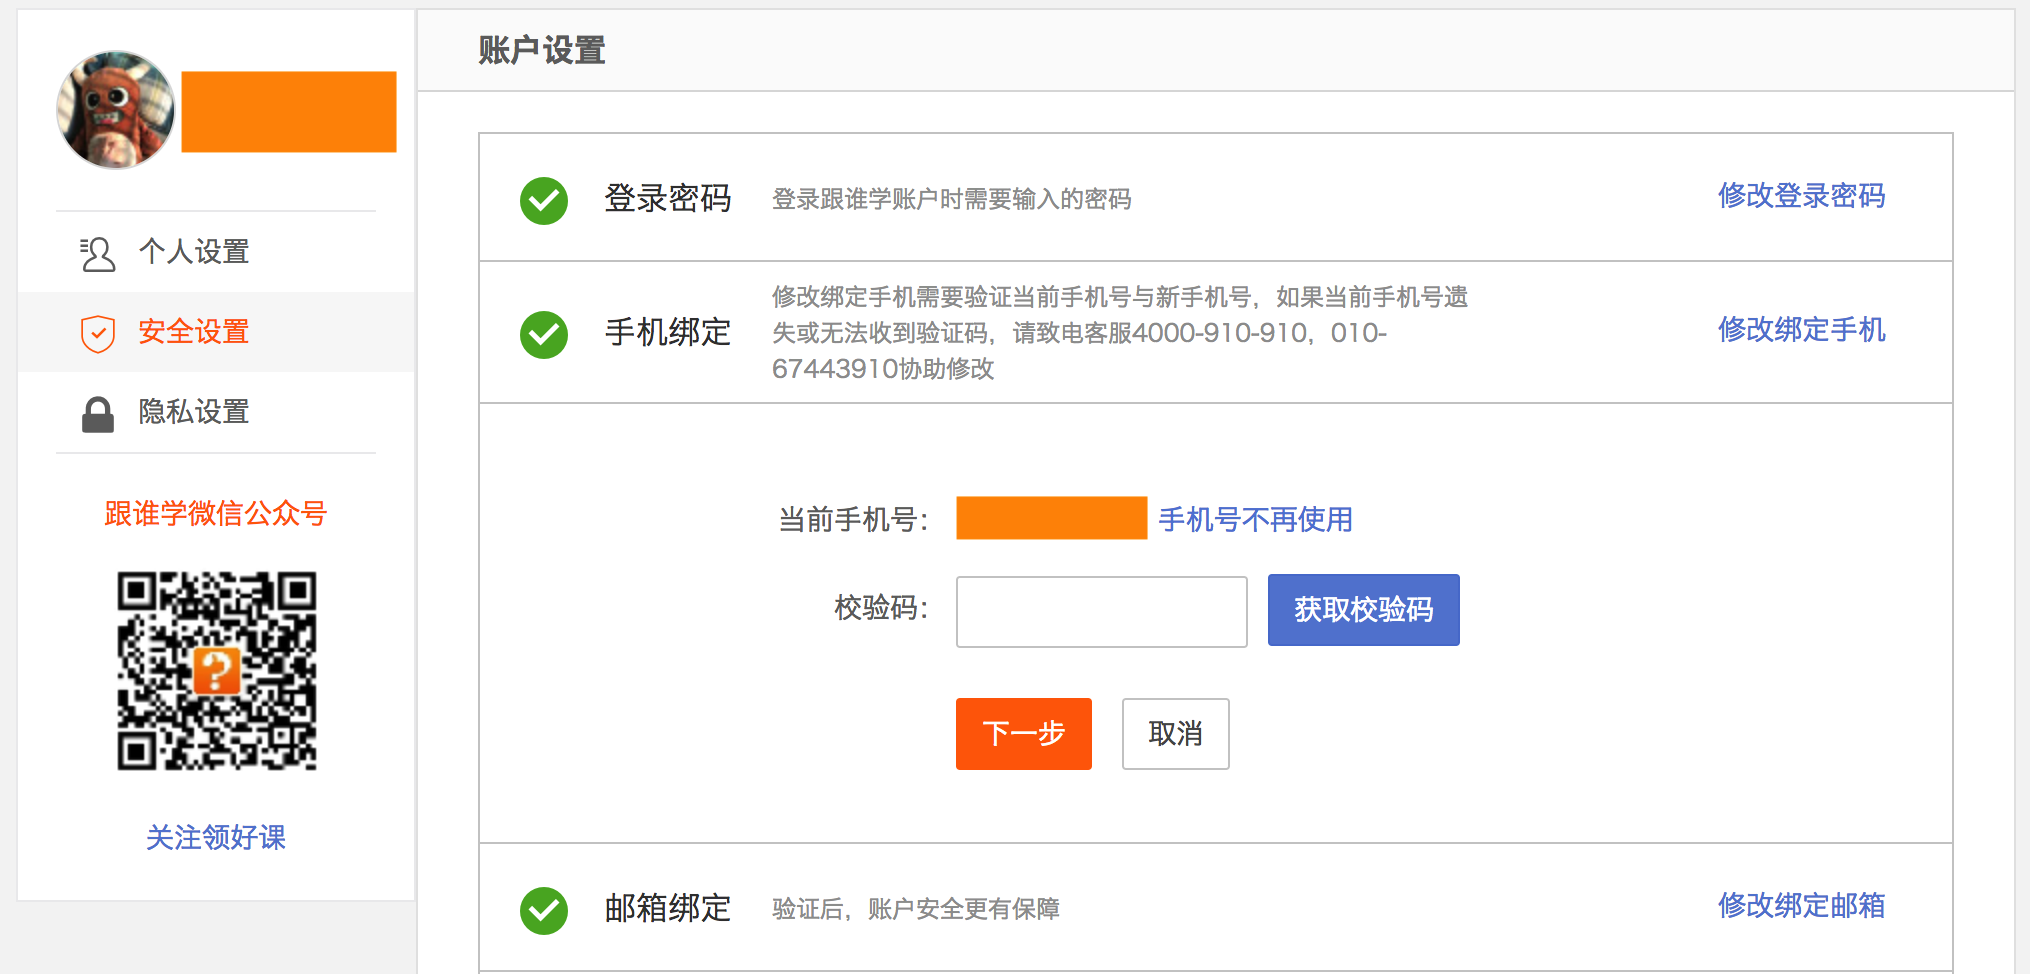 账户设置
个人设置
安全设置
隐私设置
跟谁学微信公众号
?
关注领好课
登录密码
登录跟谁学账户时需要输入的密码
修改登录密码
手机绑定
修改绑定手机需要验证当前手机号与新手机号，如果当前手机号遗
失或无法收到验证码，请致电客服4000-910-910，010-
67443910协助修改
修改绑定手机
当前手机号：
手机号不再使用
校验码：
获取校验码
下一步
取消
邮箱绑定
验证后，账户安全更有保障
修改绑定邮箱